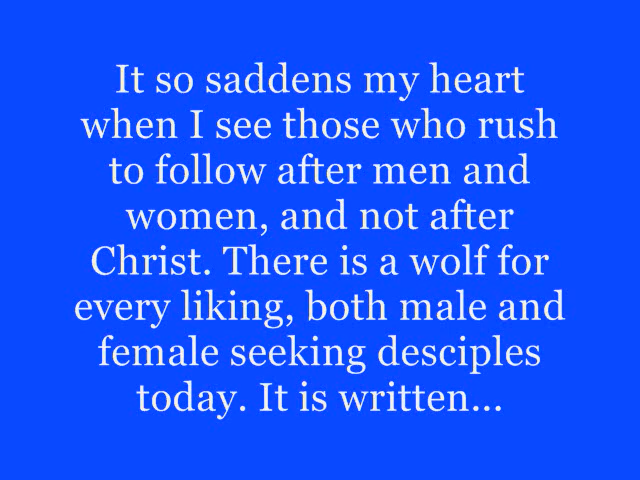 It so saddens my heart
when I see those who rush
to follow after men and
women, and not after
Christ. There is a wolf for
every liking, both male and
female seeking desciples
today. It is written...